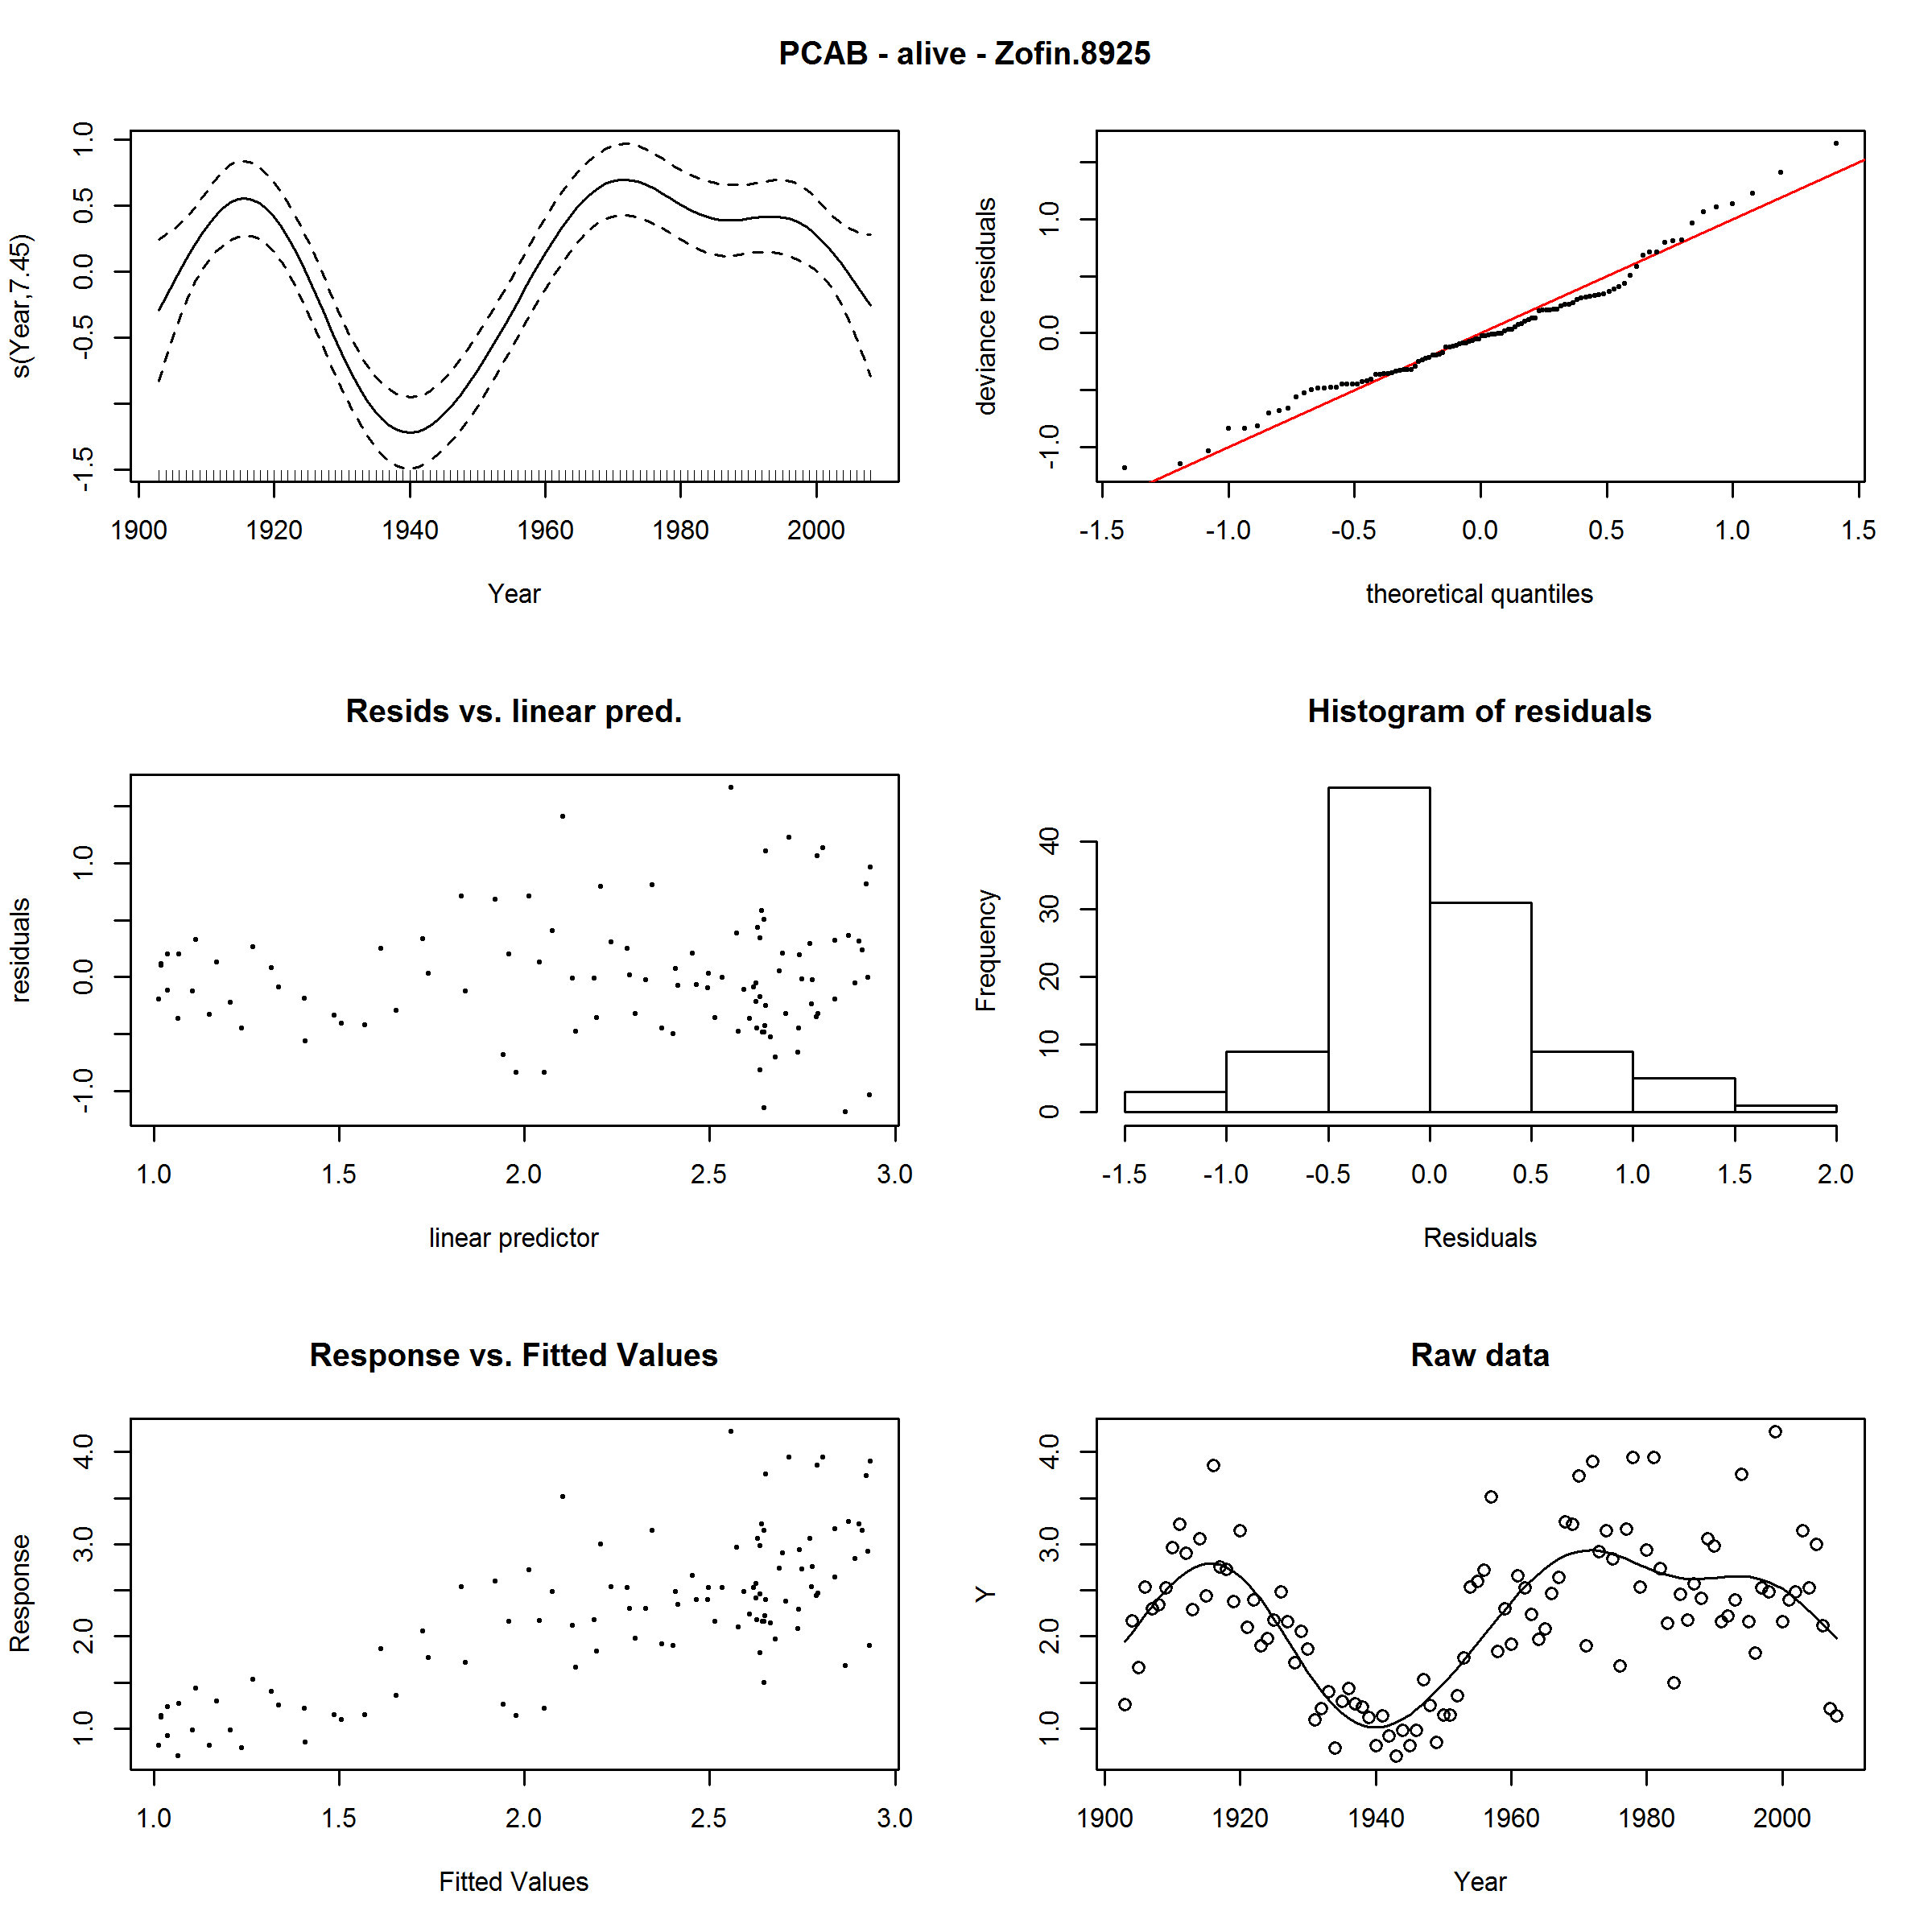 PCAB - alive - Zofin.8925
s(Year,7.45)
-1.5 -0.5 0.0 0.5 1.0
1900 1920 1940 1960 1980 2000
Year
deviance residuals
-1.0 0.0 1.0
-1.5 -1.0 -0.5 0.0 0.5 1.0 1.5
theoretical quantiles
Resids vs. linear pred.
residuals
-1.0 0.0 1.0
1.0 1.5 2.0 2.5 3.0
linear predictor
Histogram of residuals
Frequency
0 10 20 30 40
-1.5 -1.0 -0.5 0.0 0.5 1.0 1.5 2.0
Residuals
Response vs. Fitted Values
Response
1.0 2.0 3.0 4.0
1.0 1.5 2.0 2.5 3.0
Fitted Values
Raw data
Y
1.0 2.0 3.0 4.0
1900 1920 1940 1960 1980 2000
Year